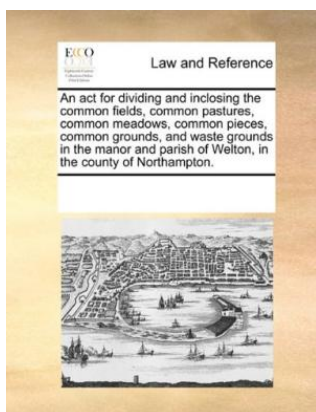 ECCO
Law and Reference
An act for dividing and inclosing the
common fields, common pastures,
common meadows, common pieces,
common grounds, and waste grounds
in the manor and parish of Welton, in
the county of Northampton.